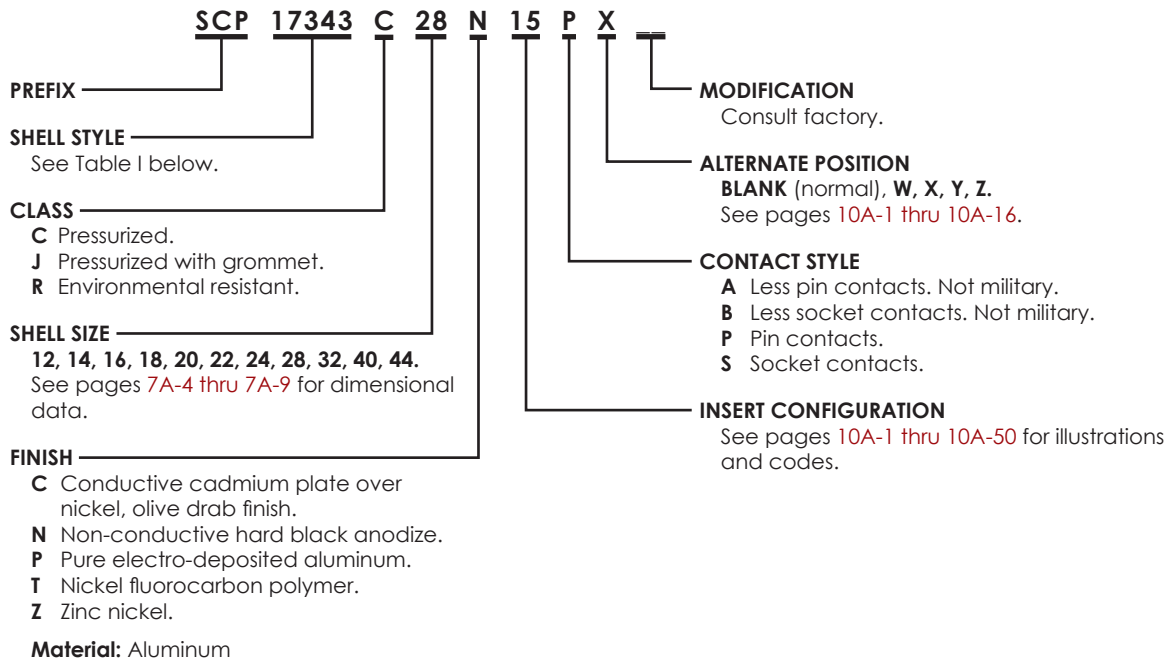 SCP 17343 C 28 N 15 P X __
PREFIX
SHELL STYLE
See Table I below.
CLASS
C Pressurized.
J Pressurized with grommet.
R Environmental resistant.
SHELL SIZE
12, 14, 16, 18, 20, 22, 24, 28, 32, 40, 44.
See pages 7A-4 thru 7A-9 for dimensional
data.
FINISH
C Conductive cadmium plate over
nickel, olive drab finish.
N Non-conductive hard black anodize.
P Pure electro-deposited aluminum.
T Nickel fluorocarbon polymer.
Z Zinc nickel.
Material: Aluminum
MODIFICATION
Consult factory.
ALTERNATE POSITION
BLANK (normal), W, X, Y, Z.
See pages 10A-1 thru 10A-16.
CONTACT STYLE
A Less pin contacts. Not military.
B Less socket contacts. Not military.
P Pin contacts.
S Socket contacts.
INSERT CONFIGURATION
See pages 10A-1 thru 10A-50 for illustrations
and codes.